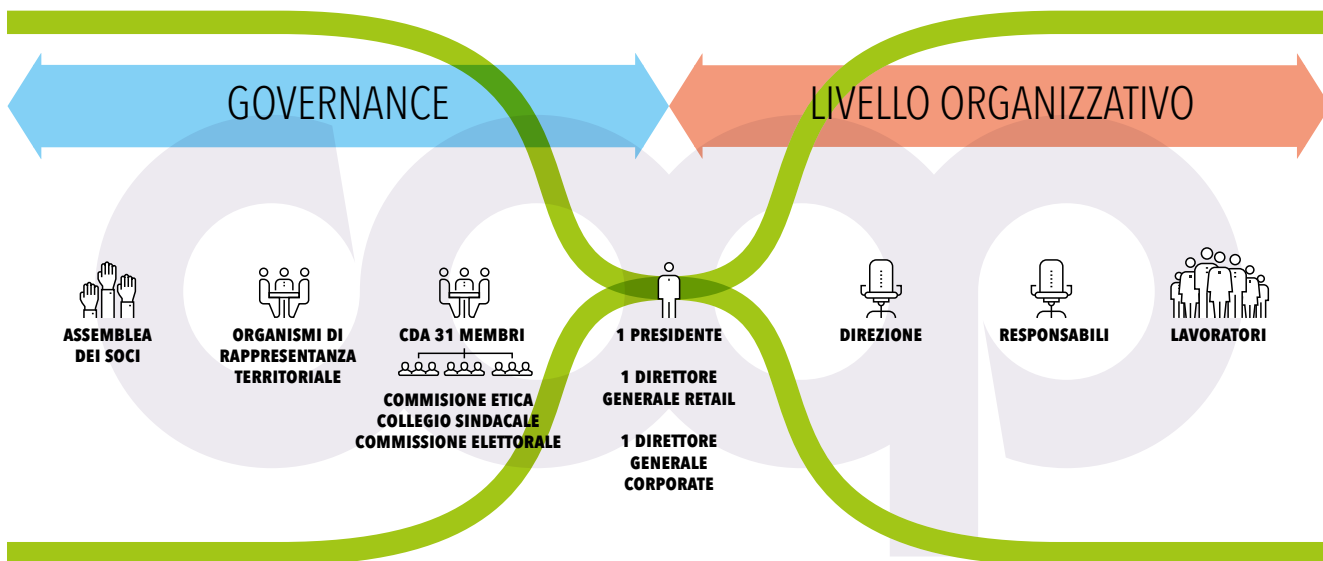 GOVERNANCE
LIVELLO ORGANIZZATIVO
coop
ASSEMBLEA
DEI SOCI
ORGANISMI DI
RAPPRESENTANZA
TERRITORIALE
CDA 31 MEMBRI
COMMISIONE ETICA
COLLEGIO SINDACALE
COMMISSIONE ELETTORALE
1 PRESIDENTE
1 DIRETTORE
GENERALE RETAIL
1 DIRETTORE
GENERALE
CORPORATE
DIREZIONE
RESPONSABILI
LAVORATORI